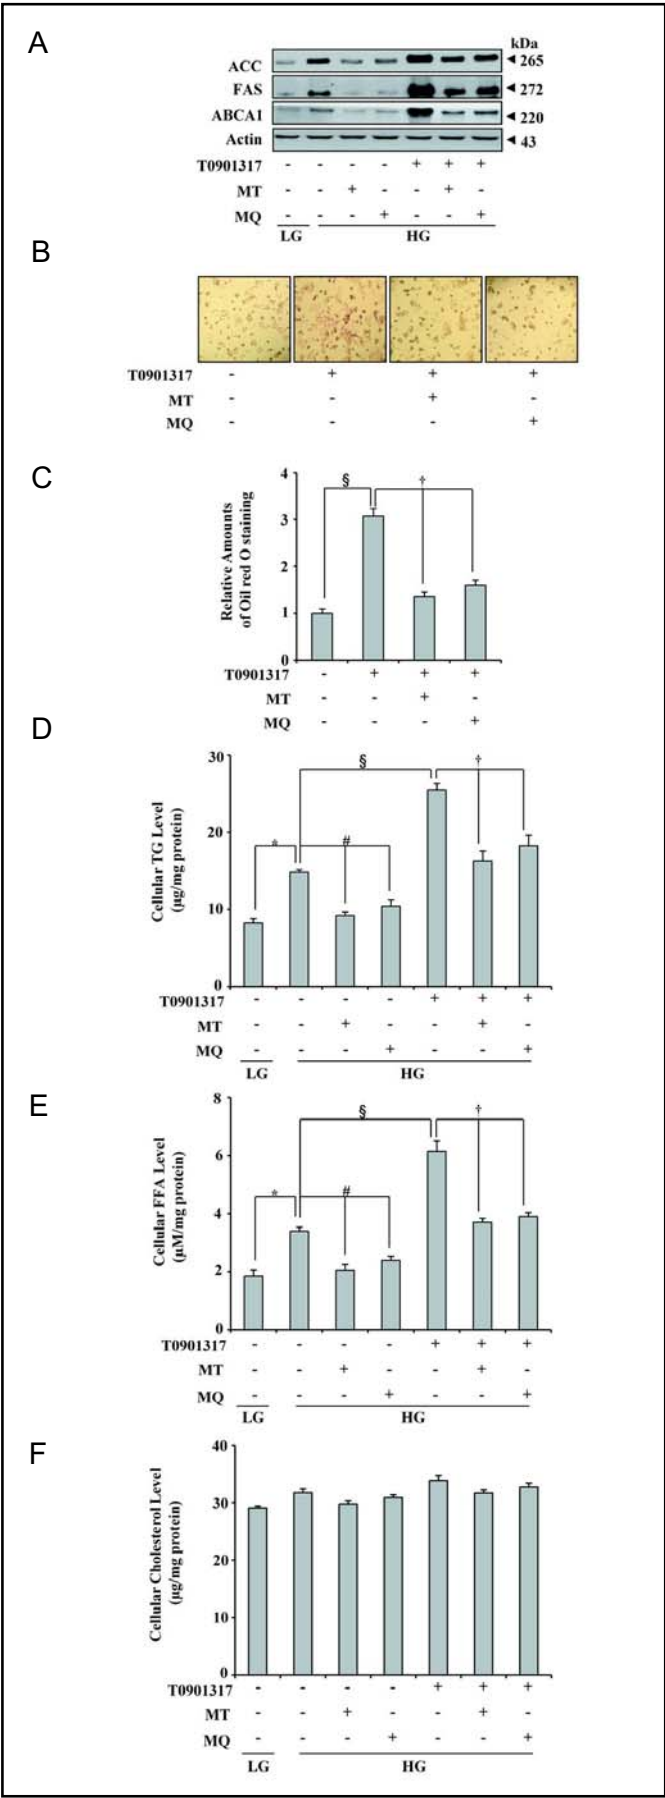 A
kDa
ACC ◄ 265
FAS ◄ 272
ABCA1 ◄ 220
Actin ◄ 43
T0901317 - - - - + + +
MT - - + - - + -
MQ - - - + - - +
LG HG
B
T0901317 - + + +
MT - - + -
MQ - - - +
C
Relative Amounts
of Oil red O staining
4
3
2
1
0
§ †
T0901317 - + + +
MT - - + -
MQ - - - +
D
Cellular TG Level
(µg/mg protein)
30
20
10
0
§ †
* #
T0901317 - - - - + + +
MT - - + - - + -
MQ - - - + - - +
LG HG
E
Cellular FFA Level
(µM/mg protein)
8
6
4
2
0
§ †
* #
T0901317 - - - - + + +
MT - - + - - + -
MQ - - - + - - +
LG HG
F
Cellular Cholesterol Level
(µg/mg protein)
40
30
20
10
0
T0901317 - - - - + + +
MT - - + - - + -
MQ - - - + - - +
LG HG